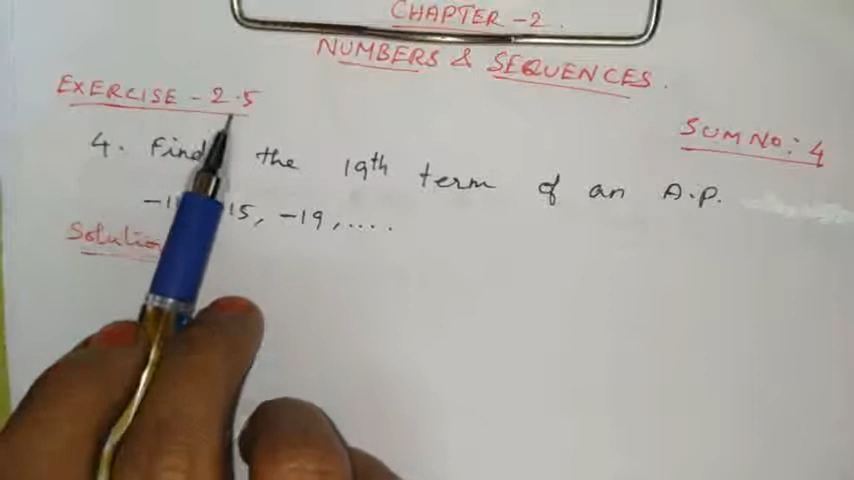 CHAPTER -2.
NUMBERS & SEQUENCES.
EXERCISE - 2.5
SUM NO: 4
4. Find the 19th term of an A.P.
15, -19, ....
Solution